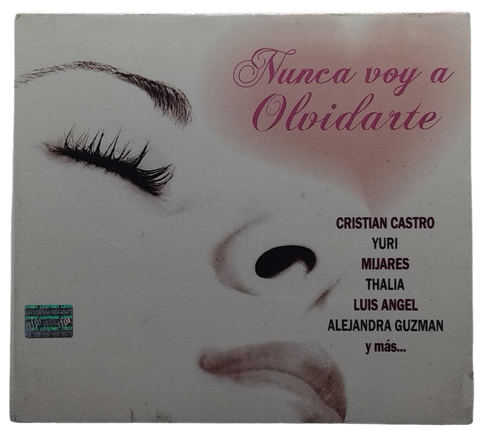 Nunca voy a
Olvidarte
CRISTIAN CASTRO
YURI
MIJARES
THALIA
LUIS ANGEL
ALEJANDRA GUZMAN
y más...